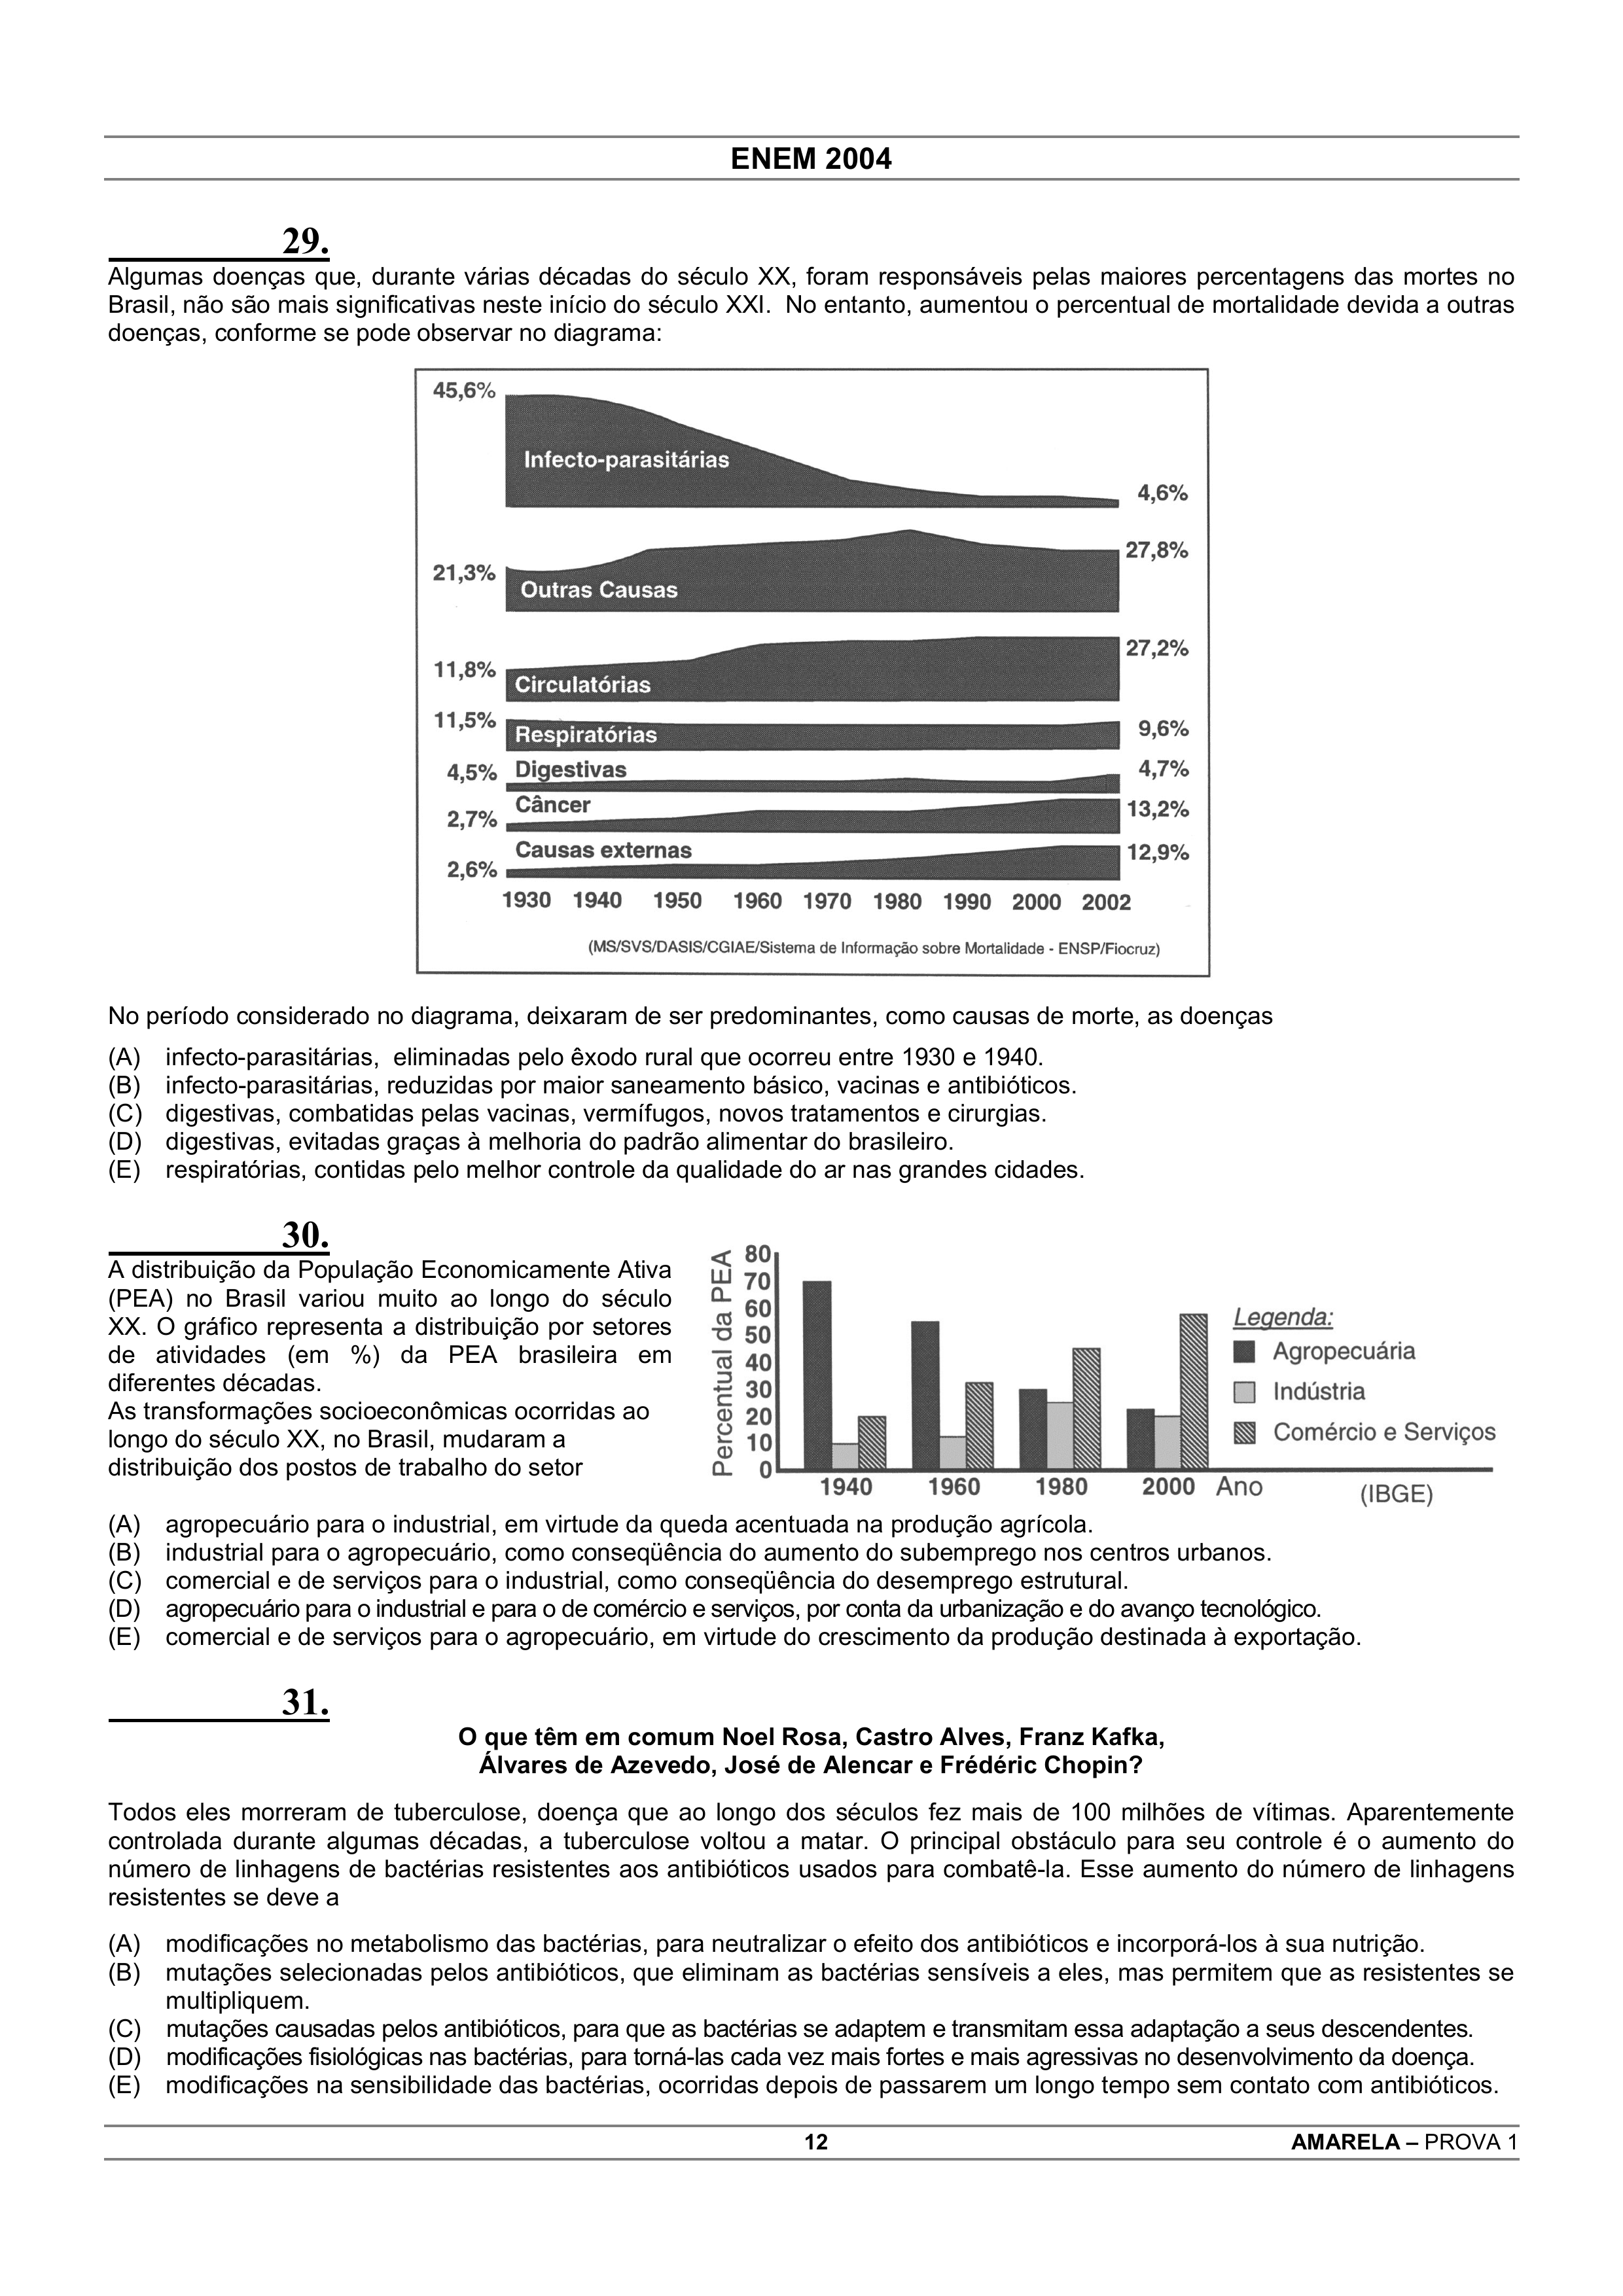 ENEM 2004
29.
Algumas doenças que, durante várias décadas do século XX, foram responsáveis pelas maiores percentagens das mortes no
Brasil, não são mais significativas neste início do século XXI.  No entanto, aumentou o percentual de mortalidade devida a outras
doenças, conforme se pode observar no diagrama:
45,6%
Infecto-parasitárias
4,6%
21,3%
Outras Causas
27,8%
11,8%
Circulatórias
27,2%
11,5%
Respiratórias
9,6%
4,5%
Digestivas
4,7%
2,7%
Câncer
13,2%
2,6%
Causas externas
12,9%
1930 1940 1950 1960 1970 1980 1990 2000 2002
(MS/SVS/DASIS/CGIAE/Sistema de Informação sobre Mortalidade - ENSP/Fiocruz)
No período considerado no diagrama, deixaram de ser predominantes, como causas de morte, as doenças
(A) infecto-parasitárias,  eliminadas pelo êxodo rural que ocorreu entre 1930 e 1940.
(B) infecto-parasitárias, reduzidas por maior saneamento básico, vacinas e antibióticos.
(C) digestivas, combatidas pelas vacinas, vermífugos, novos tratamentos e cirurgias.
(D) digestivas, evitadas graças à melhoria do padrão alimentar do brasileiro.
(E) respiratórias, contidas pelo melhor controle da qualidade do ar nas grandes cidades.
30.
A distribuição da População Economicamente Ativa
(PEA) no Brasil variou muito ao longo do século
XX. O gráfico representa a distribuição por setores
de atividades (em %) da PEA brasileira em
diferentes décadas.
As transformações socioeconômicas ocorridas ao
longo do século XX, no Brasil, mudaram a
distribuição dos postos de trabalho do setor
Percentual da PEA
80
70
60
50
40
30
20
10
0
1940 1960 1980 2000 Ano
Legenda:
Agropecuária
Indústria
Comércio e Serviços
(IBGE)
(A) agropecuário para o industrial, em virtude da queda acentuada na produção agrícola.
(B) industrial para o agropecuário, como conseqüência do aumento do subemprego nos centros urbanos.
(C) comercial e de serviços para o industrial, como conseqüência do desemprego estrutural.
(D) agropecuário para o industrial e para o de comércio e serviços, por conta da urbanização e do avanço tecnológico.
(E) comercial e de serviços para o agropecuário, em virtude do crescimento da produção destinada à exportação.
31.
O que têm em comum Noel Rosa, Castro Alves, Franz Kafka,
Álvares de Azevedo, José de Alencar e Frédéric Chopin?
Todos eles morreram de tuberculose, doença que ao longo dos séculos fez mais de 100 milhões de vítimas. Aparentemente
controlada durante algumas décadas, a tuberculose voltou a matar. O principal obstáculo para seu controle é o aumento do
número de linhagens de bactérias resistentes aos antibióticos usados para combatê-la. Esse aumento do número de linhagens
resistentes se deve a
(A) modificações no metabolismo das bactérias, para neutralizar o efeito dos antibióticos e incorporá-los à sua nutrição.
(B) mutações selecionadas pelos antibióticos, que eliminam as bactérias sensíveis a eles, mas permitem que as resistentes se
multipliquem.
(C) mutações causadas pelos antibióticos, para que as bactérias se adaptem e transmitam essa adaptação a seus descendentes.
(D) modificações fisiológicas nas bactérias, para torná-las cada vez mais fortes e mais agressivas no desenvolvimento da doença.
(E) modificações na sensibilidade das bactérias, ocorridas depois de passarem um longo tempo sem contato com antibióticos.
12
AMARELA – PROVA 1